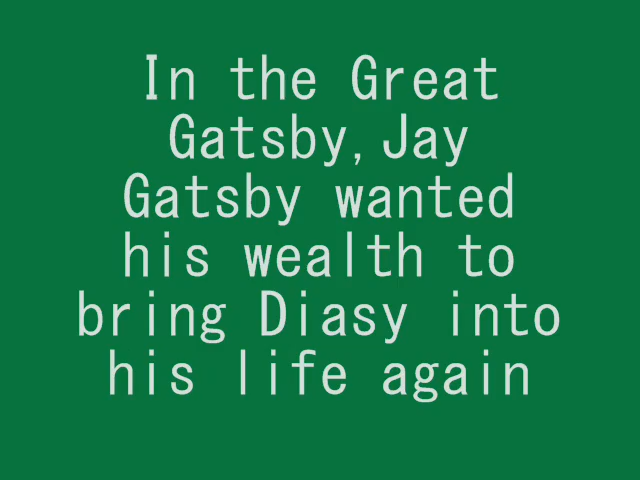 In the Great
Gatsby,Jay
Gatsby wanted
his wealth to
bring Diasy into
his life again